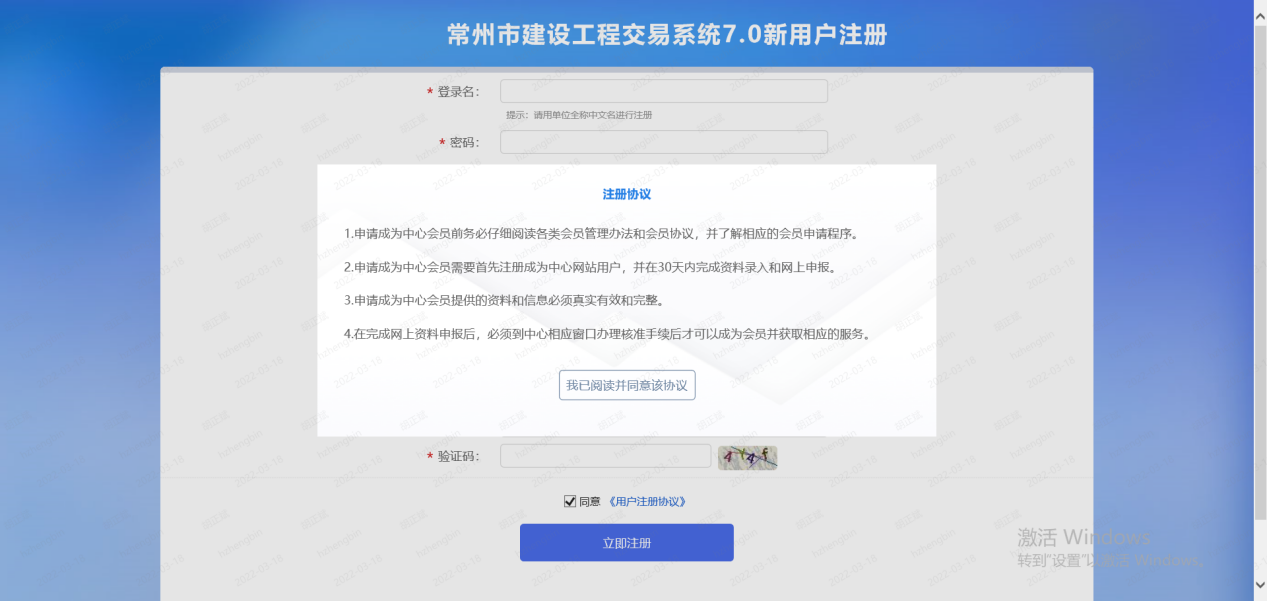 常州市建设工程交易系统7.0新用户注册
* 登录名：
提示：请用单位全称中文名进行注册
* 密码：
注册协议
1.申请成为中心会员前务必仔细阅读各类会员管理办法和会员协议，并了解相应的会员申请程序。
2.申请成为中心会员需要首先注册成为中心网站用户，并在30天内完成资料录入和网上申报。
3.申请成为中心会员提供的资料和信息必须真实有效和完整。
4.在完成网上资料申报后，必须到中心相应窗口办理核准手续后才可以成为会员并获取相应的服务。
我已阅读并同意该协议
* 验证码：
同意 《用户注册协议》
立即注册
激活 Windows
转到"设置"以激活 Windows。
hzhengbin
2022-03-18